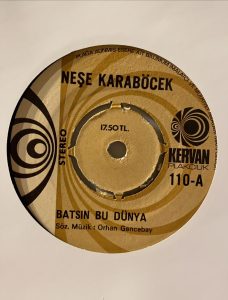 NEŞE KARABÖCEK
17.50 TL.
STEREO
KERVAN
PLAKÇILIK
110-A
BATSIN BU DÜNYA
Söz. Müzik : Orhan Gencebay